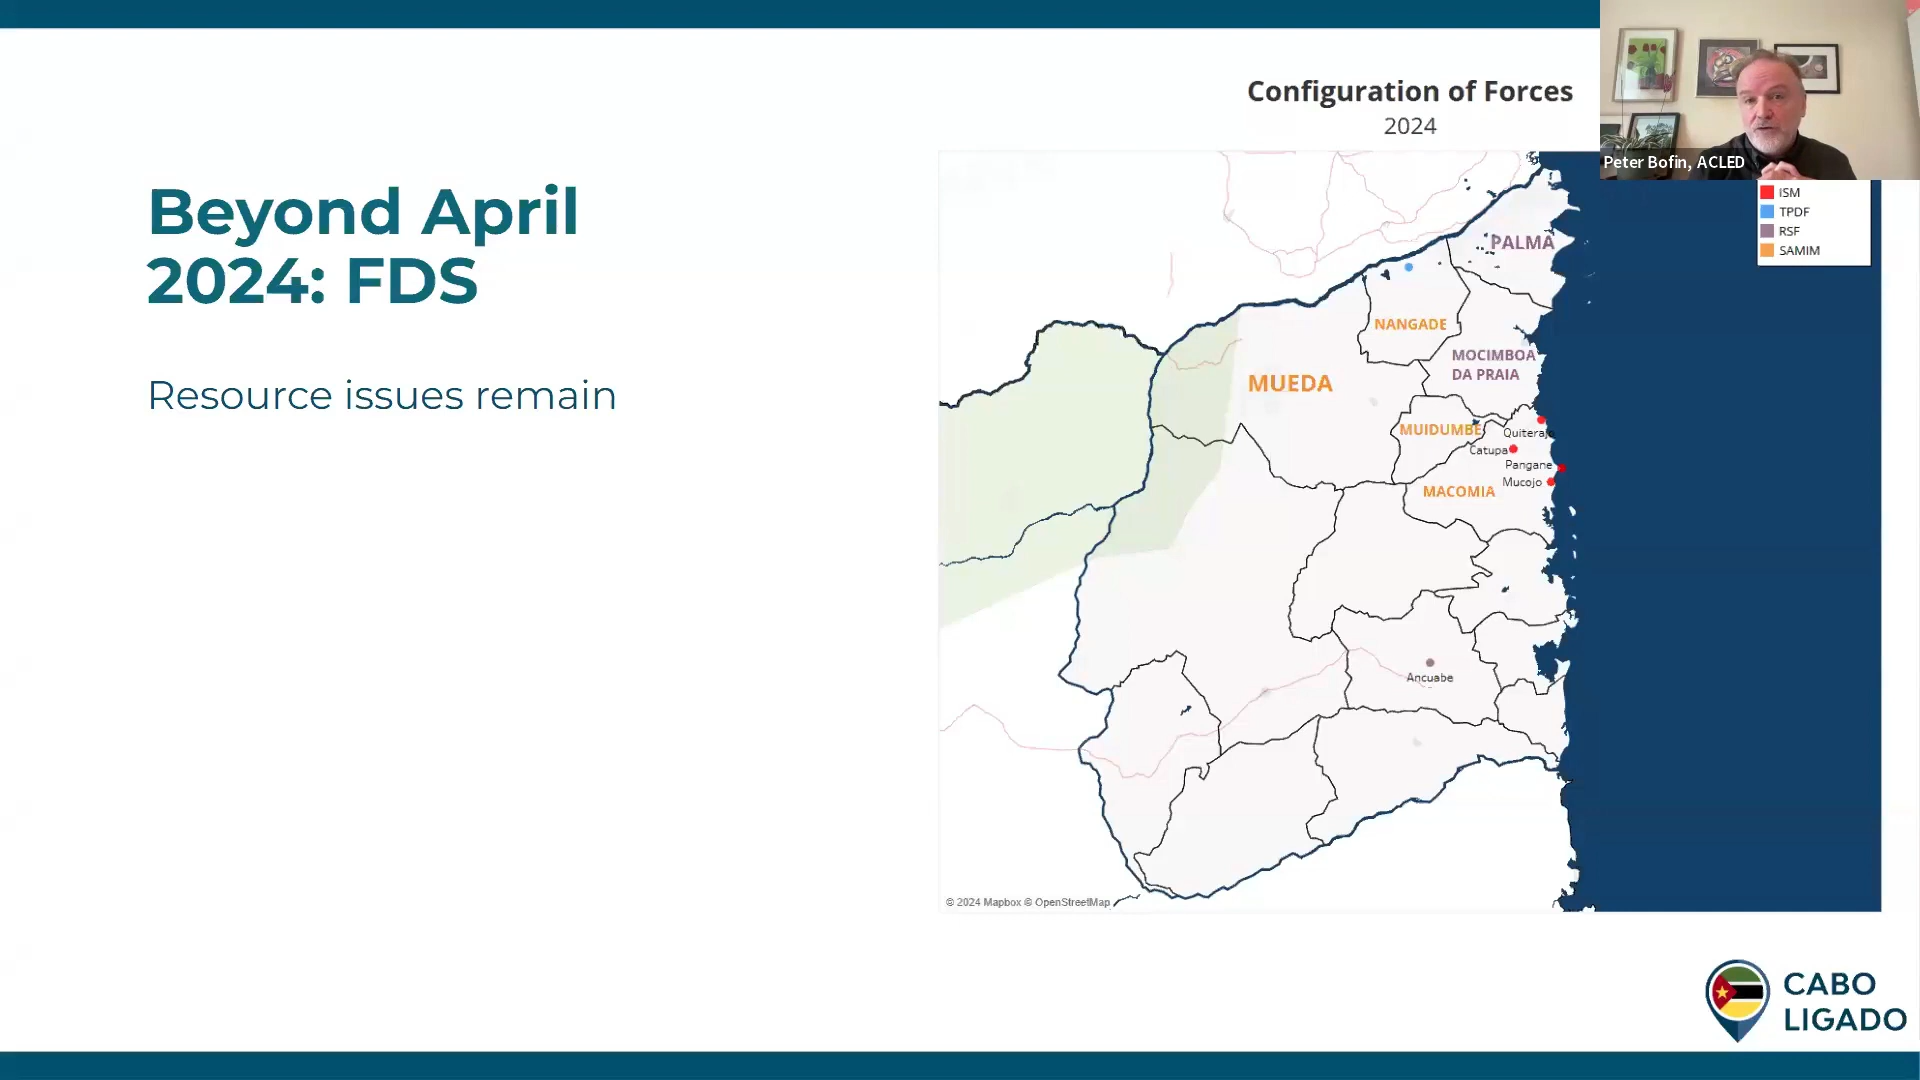 Configuration of Forces
2024
Peter Bofin, ACLED
Beyond April
2024: FDS
Resource issues remain
ISM
TPDF
RSF
SAMIM
PALMA
NANGADE
MOCIMBOA
DA PRAIA
MUEDA
MUIDUMBE
Quiterajo
Catupa
Pangane
Mucojo
MACOMIA
Ancuabe
© 2024 Mapbox © OpenStreetMap
CABO
LIGADO